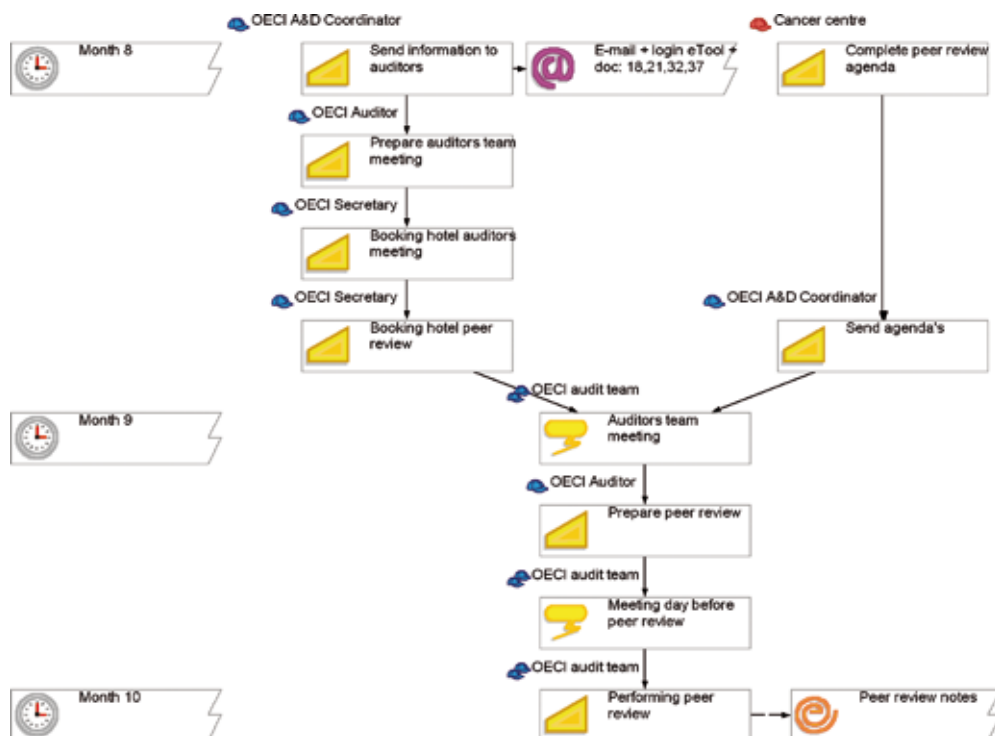 OECI A&D Coordinator
Cancer centre
Month 8
Send information to
auditors
E-mail + login eTool
doc: 18,21,32,37
Complete peer review
agenda
OECI Auditor
Prepare auditors team
meeting
OECI Secretary
Booking hotel auditors
meeting
OECI Secretary
OECI A&D Coordinator
Booking hotel peer
review
Send agenda's
OECI audit team
Month 9
Auditors team
meeting
OECI Auditor
Prepare peer review
OECI audit team
Meeting day before
peer review
OECI audit team
Month 10
Performing peer
review
Peer review notes